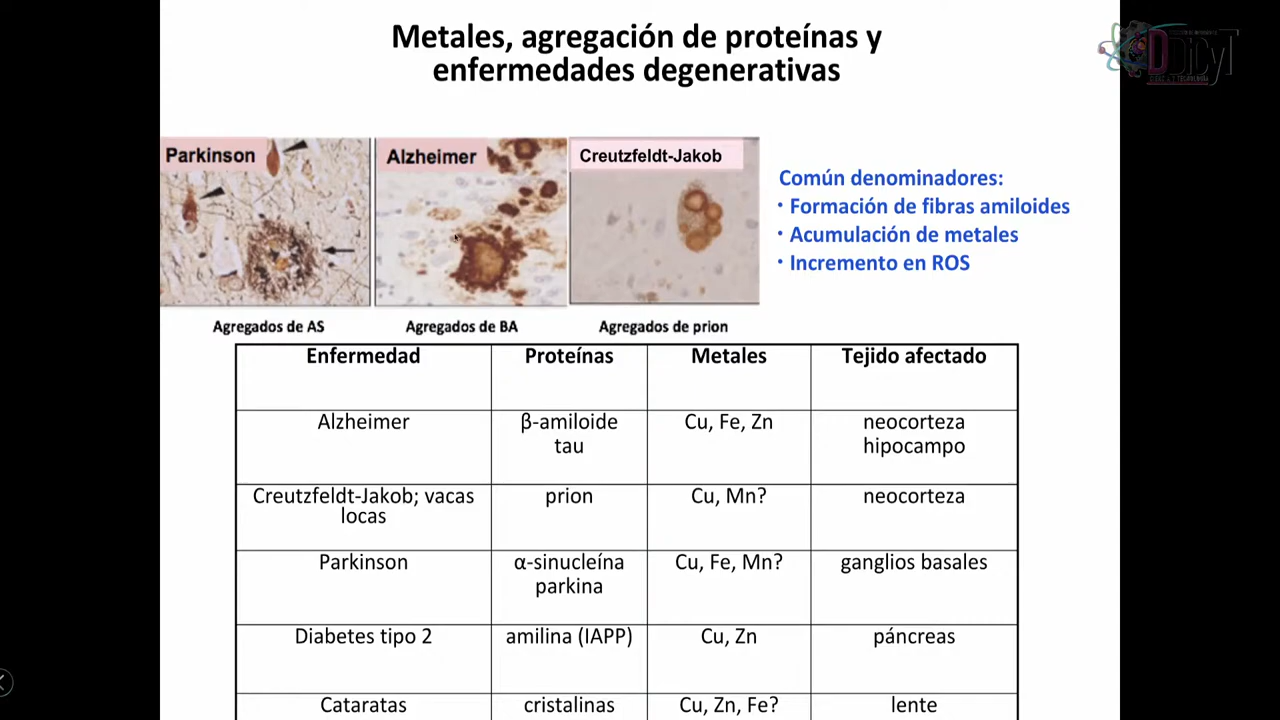 Metales, agregación de proteínas y
enfermedades degenerativas
Parkinson
Alzheimer
Creutzfeldt-Jakob
Común denominadores:
• Formación de fibras amiloides
• Acumulación de metales
• Incremento en ROS
Agregados de AS
Agregados de BA
Agregados de prion
Enfermedad Proteínas Metales Tejido afectado
Alzheimer β-amiloide Cu, Fe, Zn neocorteza
tau hipocampo
Creutzfeldt-Jakob; vacas prion Cu, Mn? neocorteza
locas
Parkinson α-sinucleína Cu, Fe, Mn? ganglios basales
parkina
Diabetes tipo 2 amilina (IAPP) Cu, Zn páncreas
Cataratas cristalinas Cu, Zn, Fe? lente